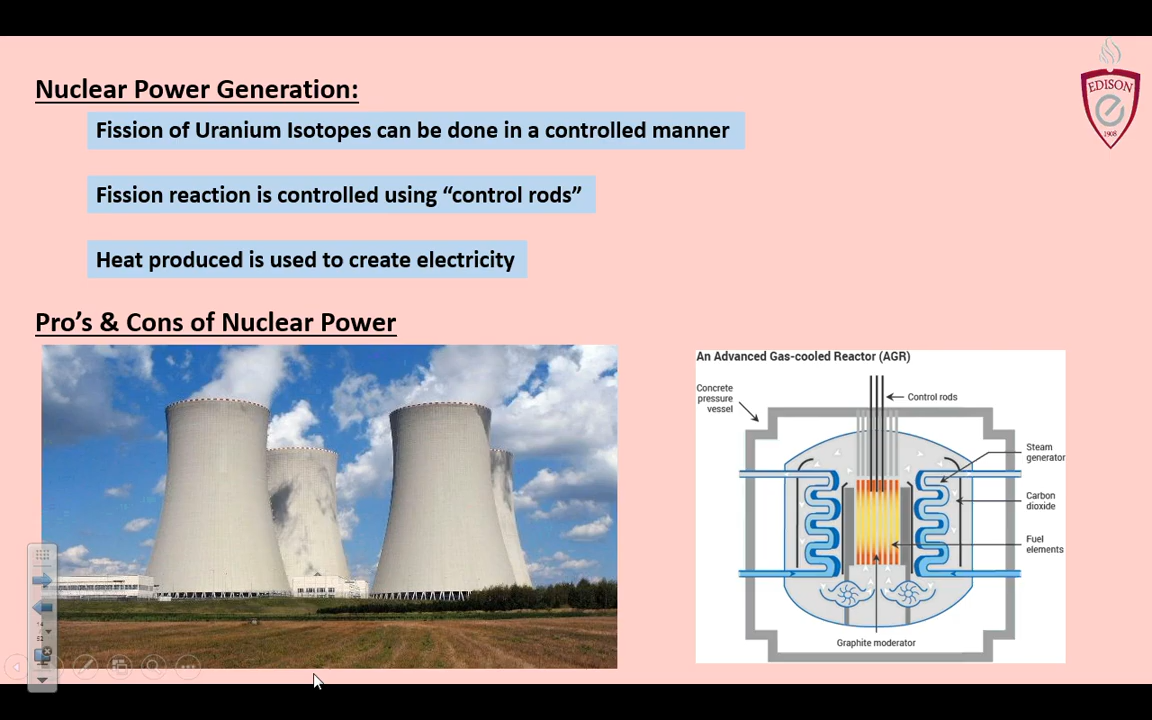 Nuclear Power Generation:
Fission of Uranium Isotopes can be done in a controlled manner
Fission reaction is controlled using “control rods”
Heat produced is used to create electricity
Pro’s & Cons of Nuclear Power
EDISON
e
1908
An Advanced Gas-cooled Reactor (AGR)
Concrete
pressure
vessel
Control rods
Steam
generator
Carbon
dioxide
Fuel
elements
Graphite moderator